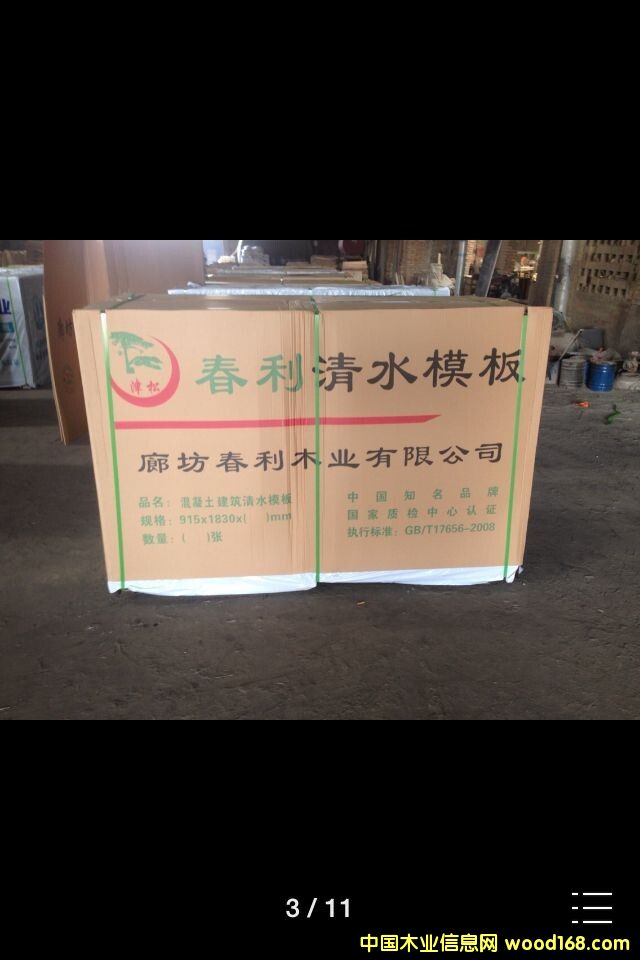 津松
春利清水模板
廊坊春利木业有限公司
品名：混凝土建筑清水模板
规格：915x1830x(　)mm
数量：(　)张
中国知名品牌
国家质检中心认证
执行标准：GB/T17656-2008
3 / 11
中国木业信息网 wood168.com